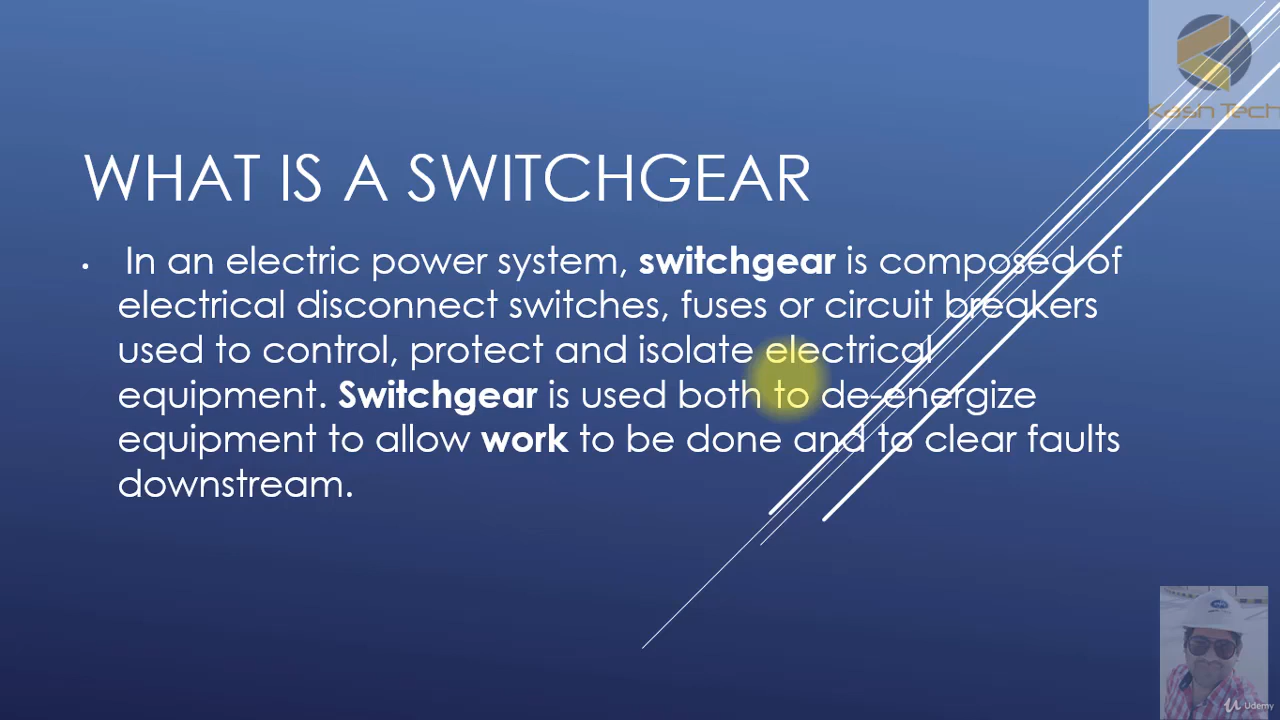 Kash Tech
WHAT IS A SWITCHGEAR
• In an electric power system, switchgear is composed of
electrical disconnect switches, fuses or circuit breakers
used to control, protect and isolate electrical
equipment. Switchgear is used both to de-energize
equipment to allow work to be done and to clear faults
downstream.
Udemy